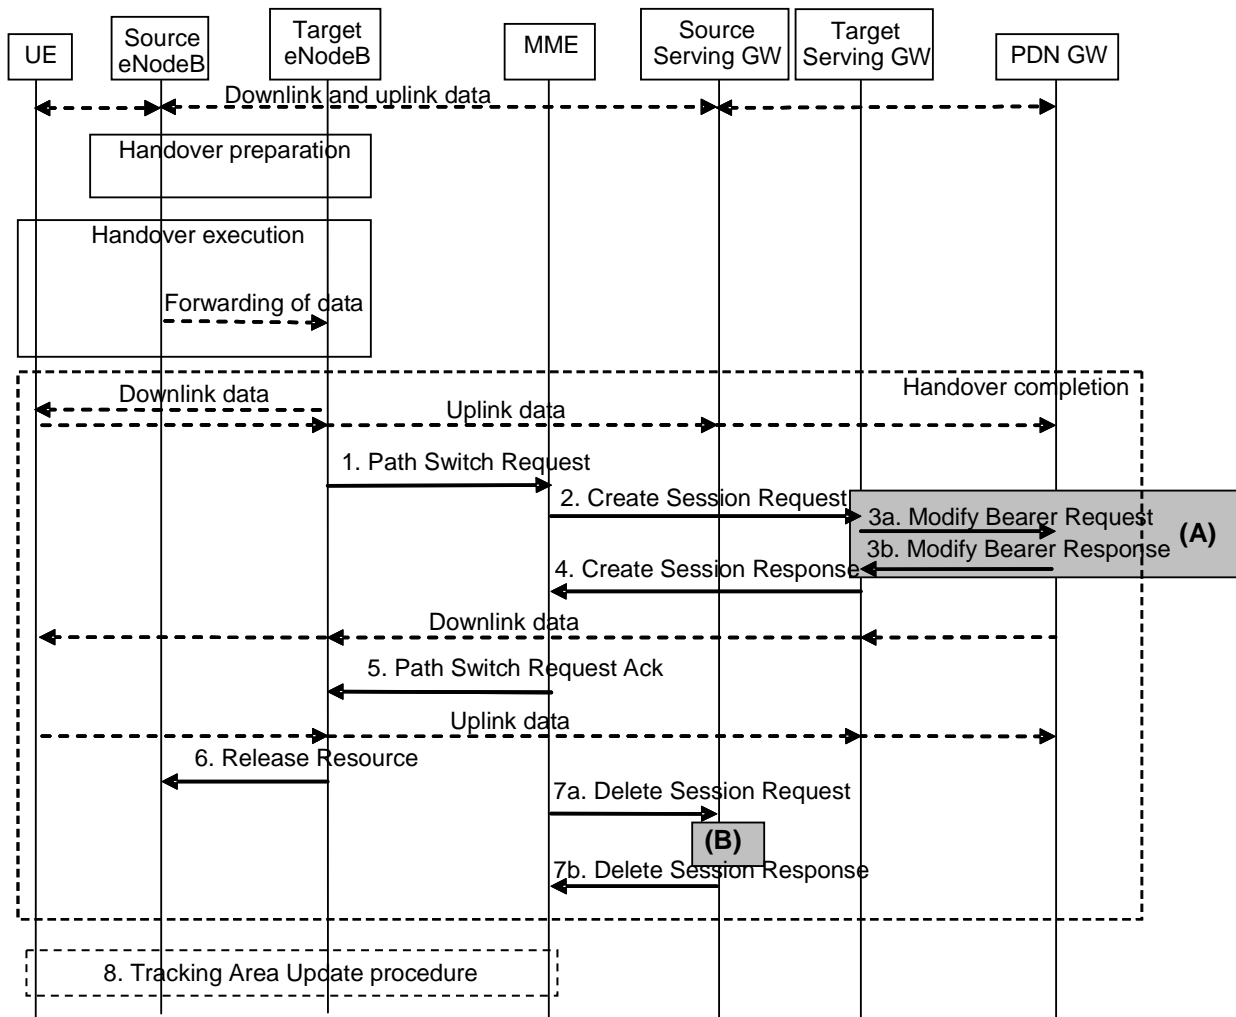 UE
Source
eNodeB
Target
eNodeB
MME
Source
Serving GW
Target
Serving GW
PDN GW
Downlink and uplink data
Handover preparation
Handover execution
Forwarding of data
Handover completion
Downlink data
Uplink data
1. Path Switch Request
2. Create Session Request
3a. Modify Bearer Request
(A)
3b. Modify Bearer Response
4. Create Session Response
Downlink data
5. Path Switch Request Ack
Uplink data
6. Release Resource
7a. Delete Session Request
(B)
7b. Delete Session Response
8. Tracking Area Update procedure